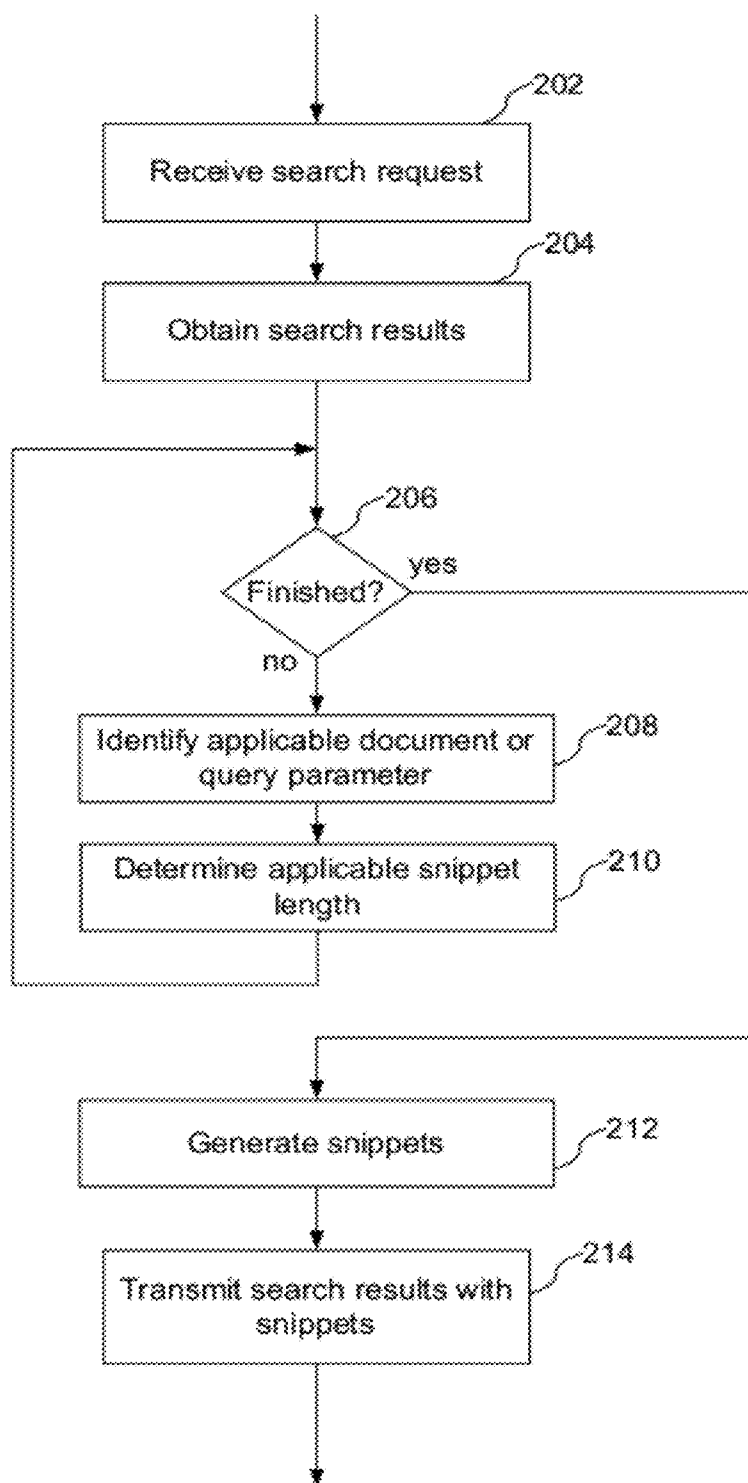 202
Receive search request
204
Obtain search results
206
Finished?
yes
no
Identify applicable document or
query parameter
208
Determine applicable snippet
length
210
Generate snippets
212
214
Transmit search results with
snippets